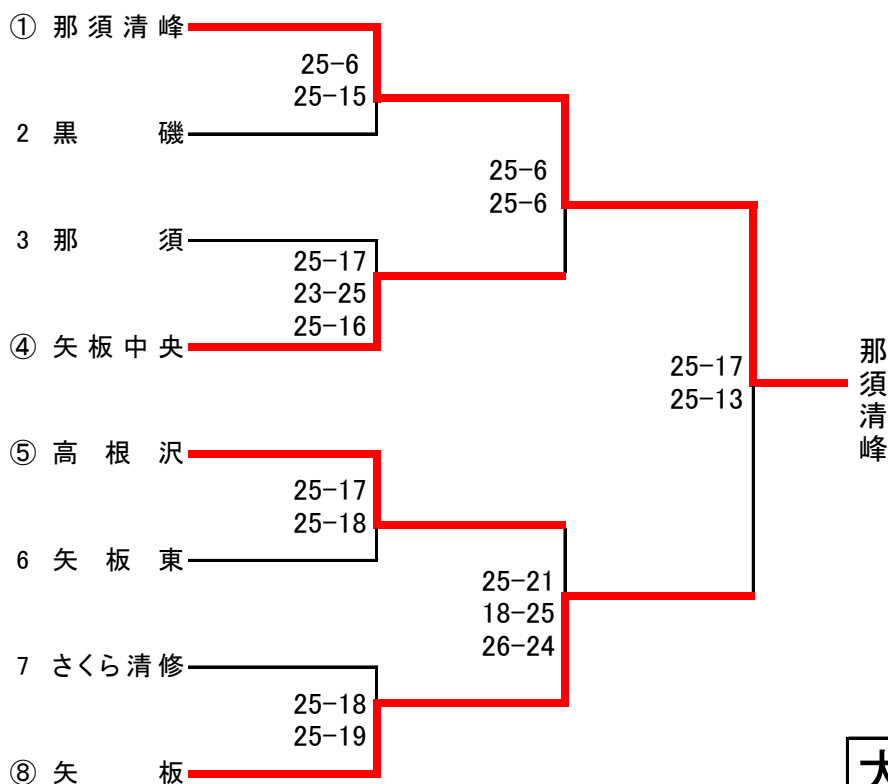 ① 那須清峰
25-6
25-15
2 黒磯
25-6
25-6
3 那須
25-17
23-25
25-16
④ 矢板中央
25-17
25-13
那須清峰
⑤ 高根沢
25-17
25-18
6 矢板東
25-21
18-25
26-24
7 さくら清修
25-18
25-19
⑧ 矢板